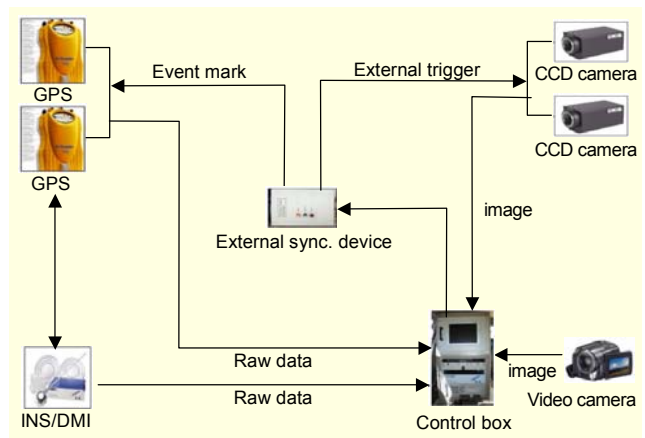 Event mark
External trigger
GPS
CCD camera
GPS
CCD camera
image
External sync. device
Raw data
image
Raw data
INS/DMI
Control box
Video camera